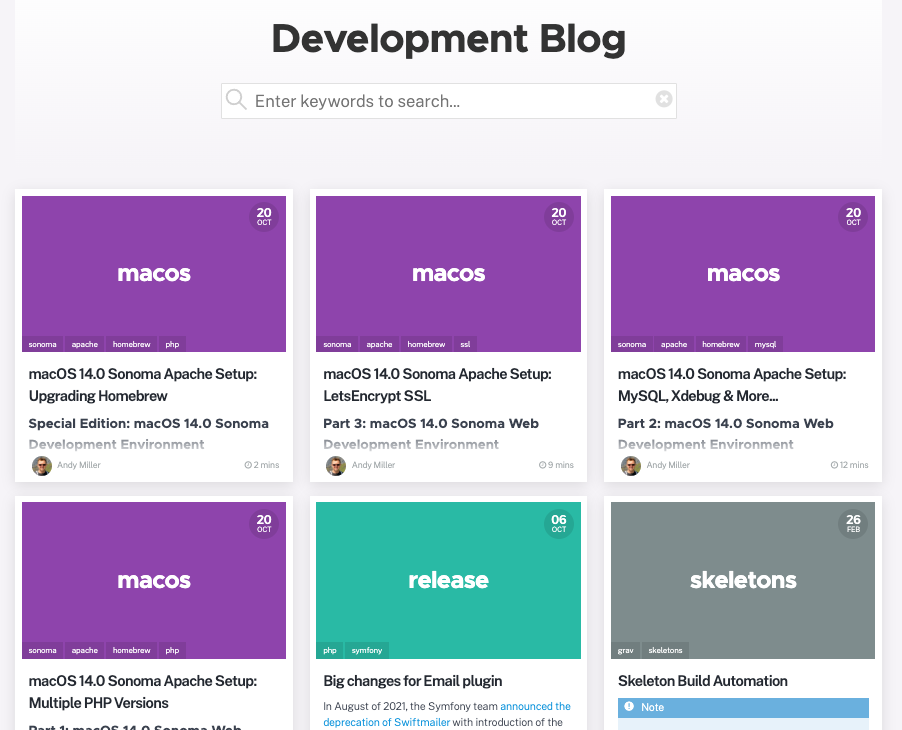 Development Blog
Enter keywords to search...
20
OCT
macos
sonoma apache homebrew php
macOS 14.0 Sonoma Apache Setup:
Upgrading Homebrew
Special Edition: macOS 14.0 Sonoma
Development Environment
Andy Miller
2 mins
20
OCT
macos
sonoma apache homebrew ssl
macOS 14.0 Sonoma Apache Setup:
LetsEncrypt SSL
Part 3: macOS 14.0 Sonoma Web
Development Environment
Andy Miller
9 mins
20
OCT
macos
sonoma apache homebrew mysql
macOS 14.0 Sonoma Apache Setup:
MySQL, Xdebug & More...
Part 2: macOS 14.0 Sonoma Web
Development Environment
Andy Miller
12 mins
20
OCT
macos
sonoma apache homebrew php
macOS 14.0 Sonoma Apache Setup:
Multiple PHP Versions
Part 1: macOS 14.0 Sonoma Web
06
OCT
release
php symfony
Big changes for Email plugin
In August of 2021, the Symfony team announced the
deprecation of Swiftmailer with introduction of the
26
FEB
skeletons
grav skeletons
Skeleton Build Automation
Note